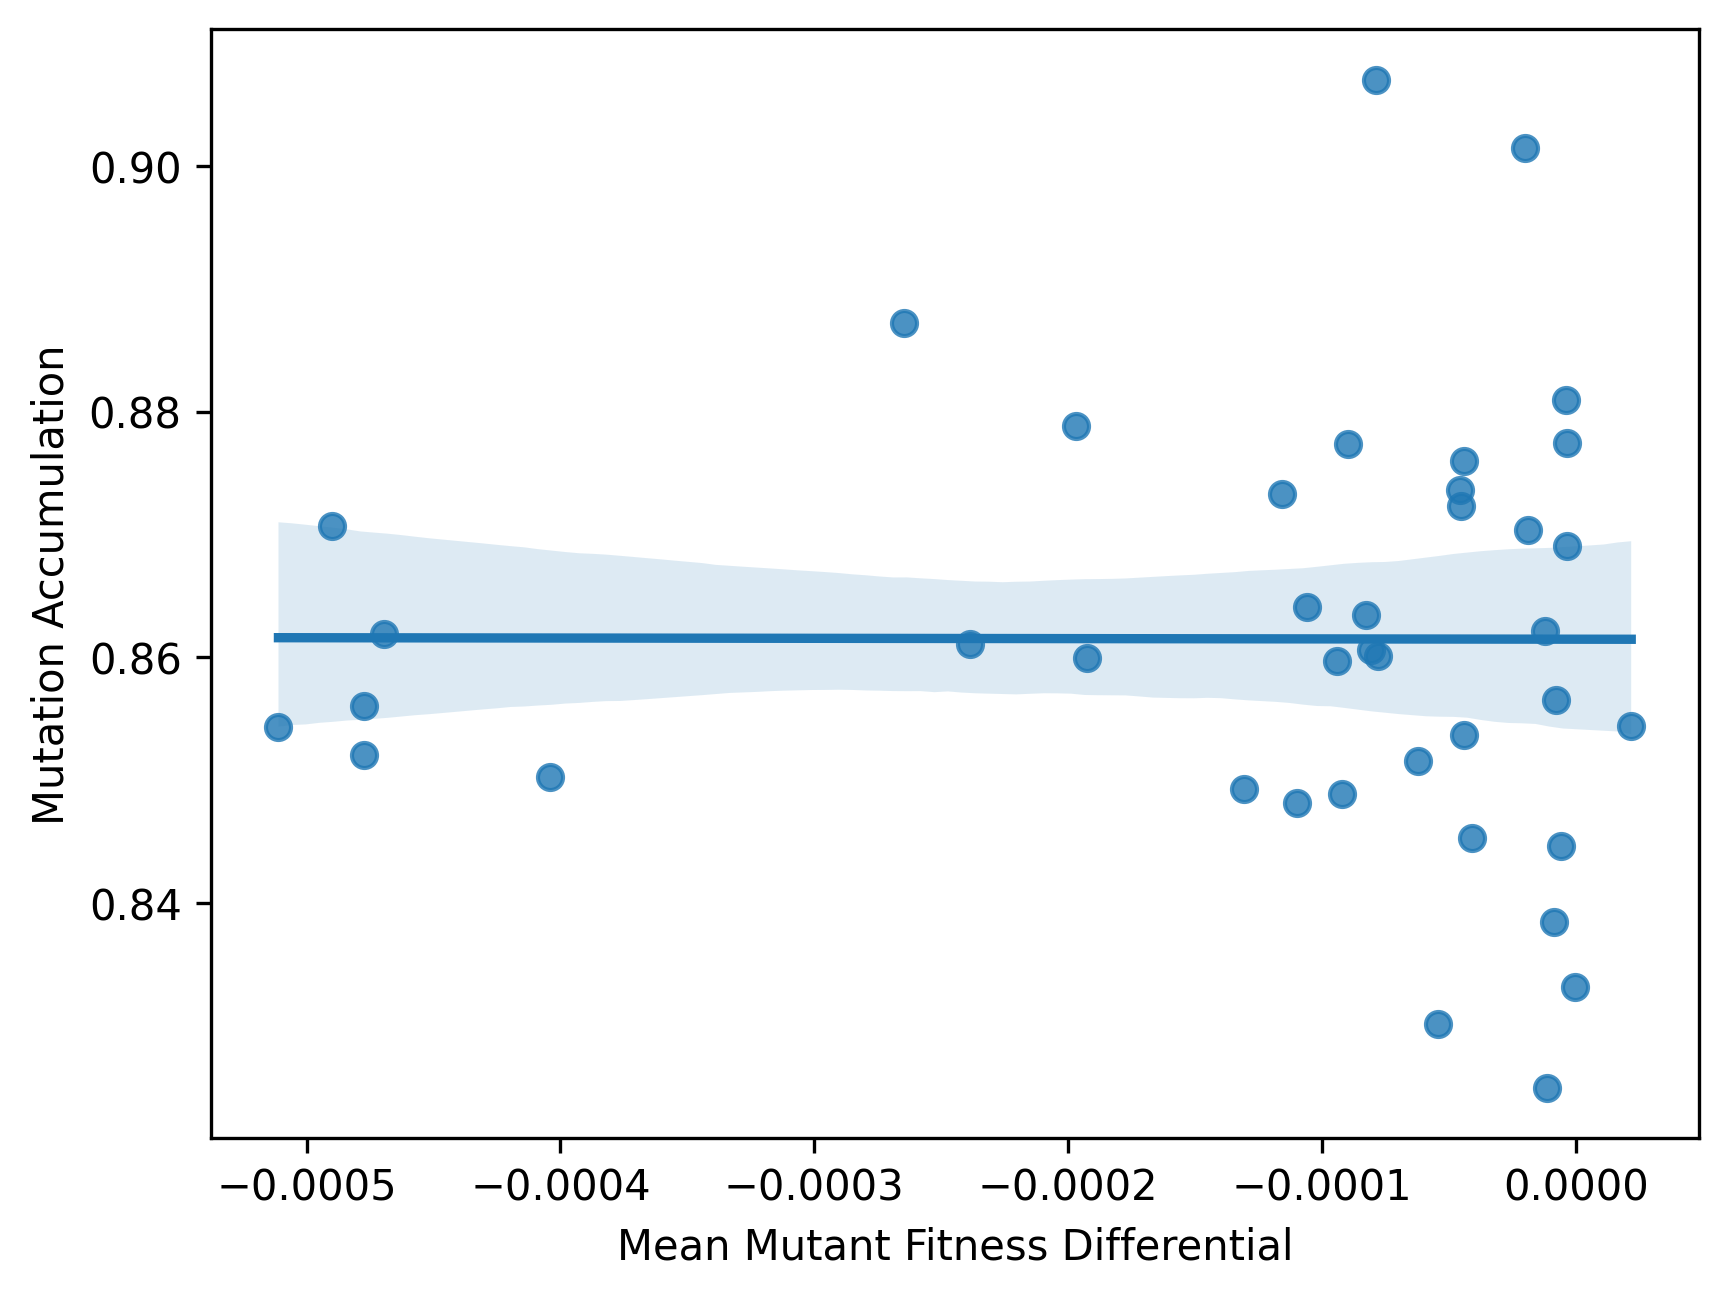 0.90
0.88
0.86
0.84
Mutation Accumulation
−0.0005 −0.0004 −0.0003 −0.0002 −0.0001 0.0000
Mean Mutant Fitness Differential